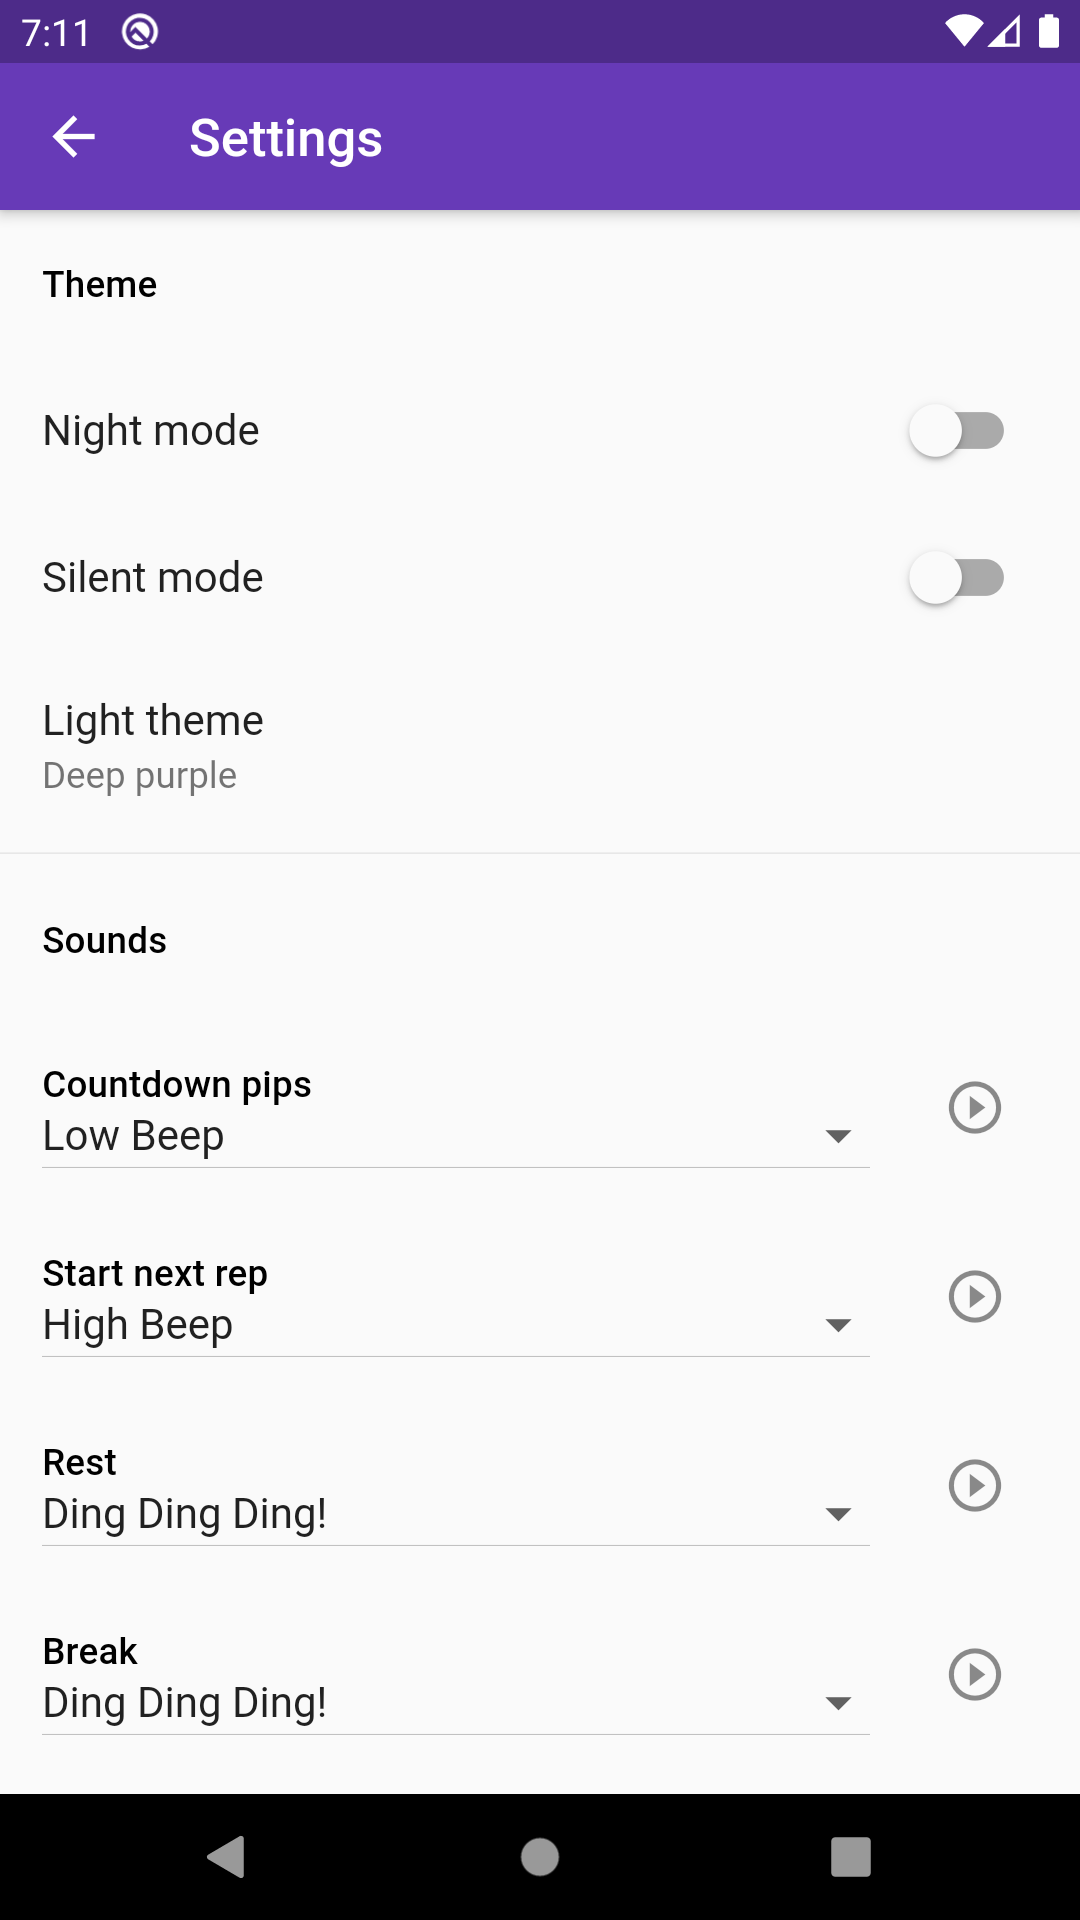 7:11
Settings
Theme
Night mode
Silent mode
Light theme
Deep purple
Sounds
Countdown pips
Low Beep
Start next rep
High Beep
Rest
Ding Ding Ding!
Break
Ding Ding Ding!